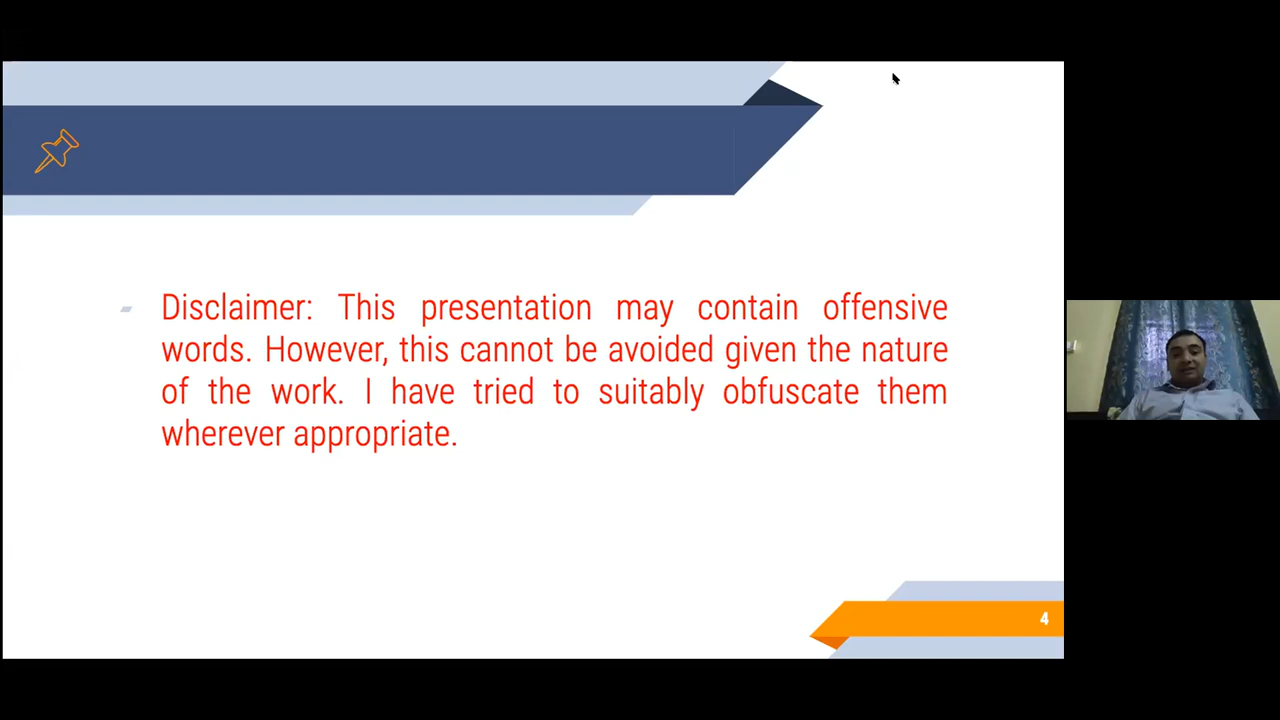 Disclaimer: This presentation may contain offensive
words. However, this cannot be avoided given the nature
of the work. I have tried to suitably obfuscate them
wherever appropriate.
4